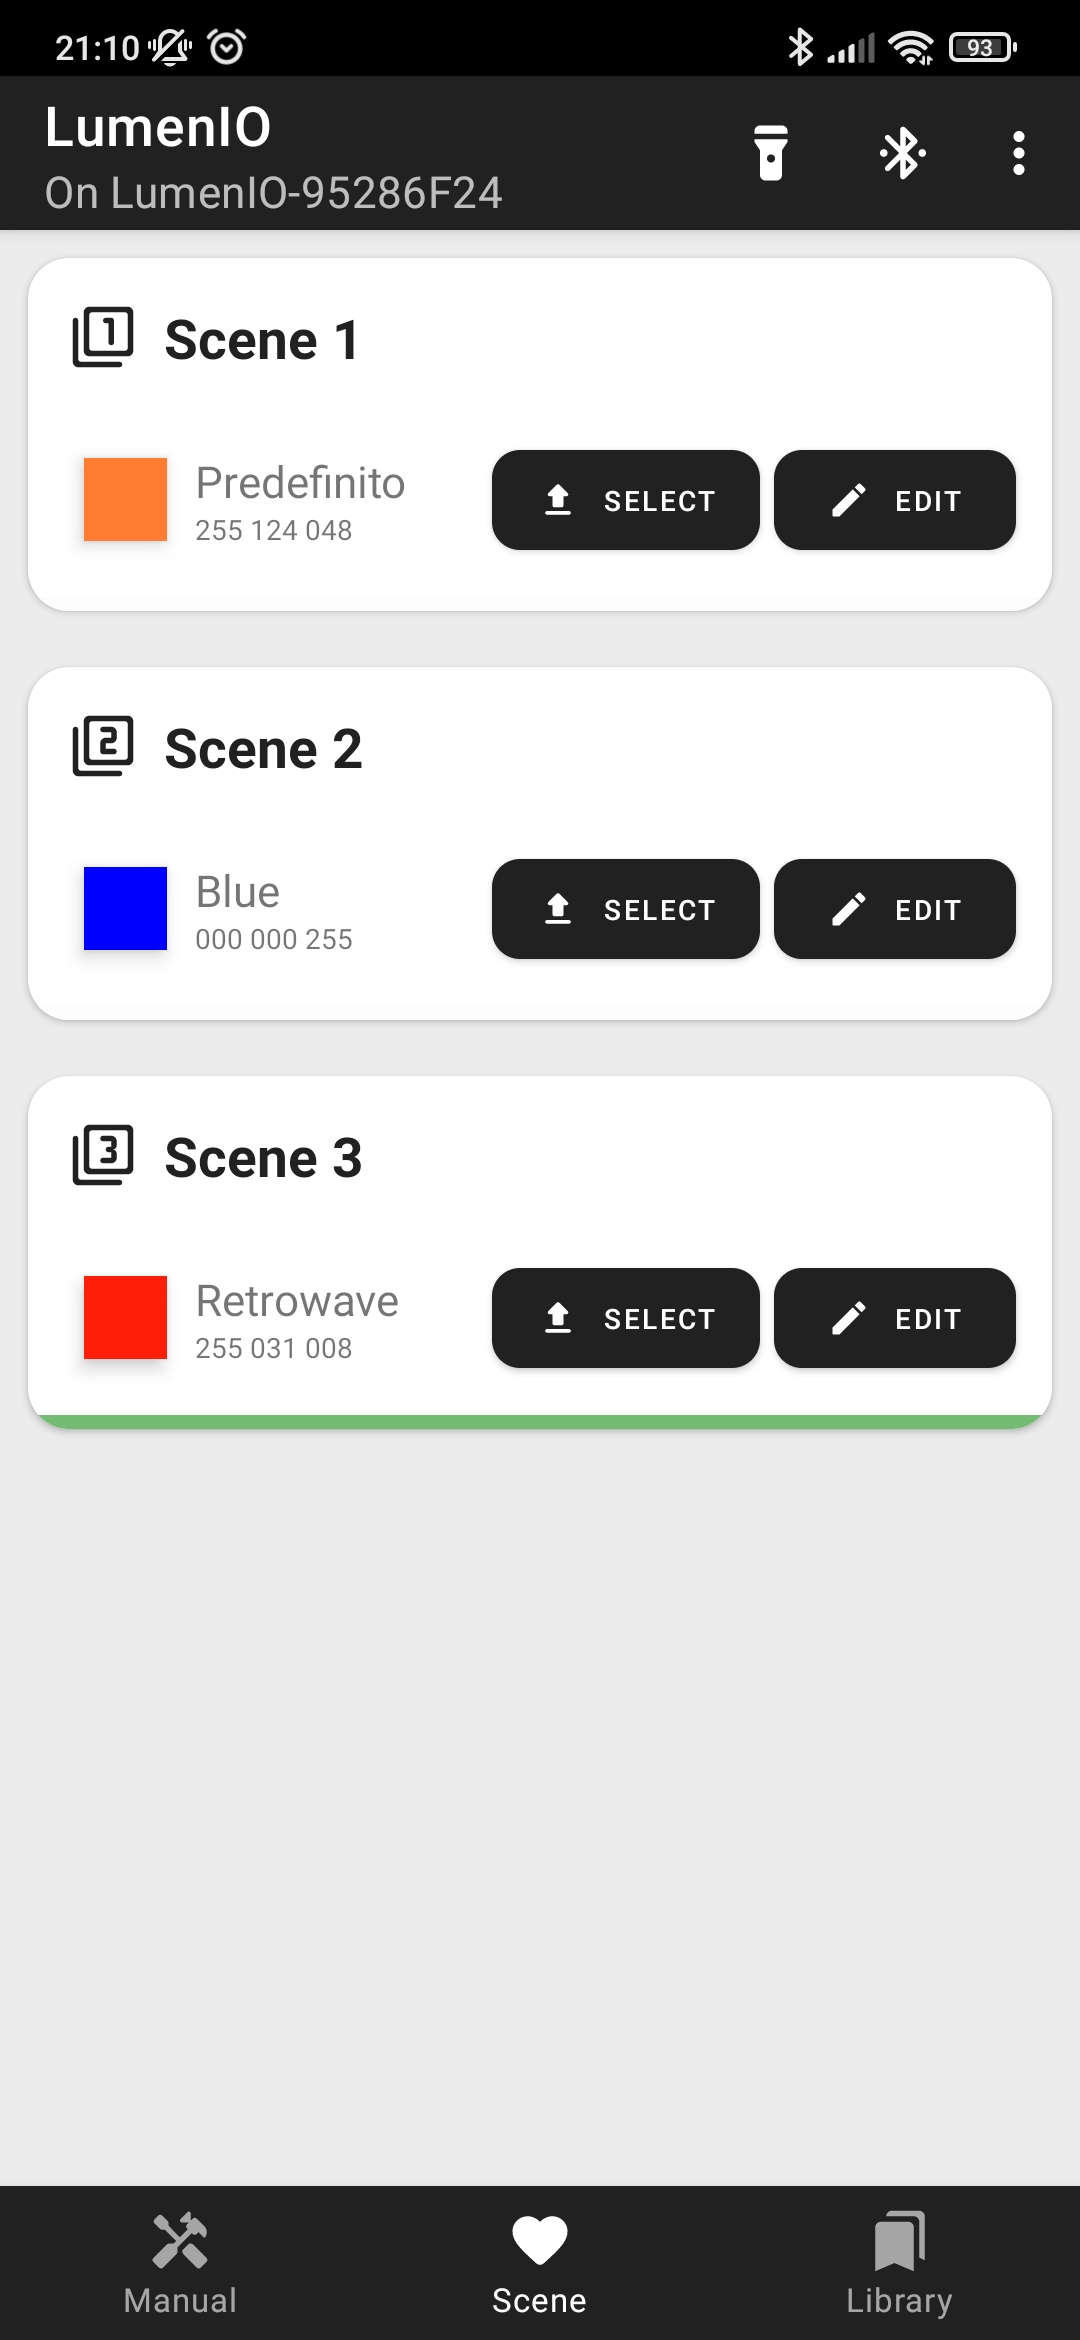 21:10
93
LumenIO
On LumenIO-95286F24
1
Scene 1
Predefinito
255 124 048
SELECT
EDIT
2
Scene 2
Blue
000 000 255
SELECT
EDIT
3
Scene 3
Retrowave
255 031 008
SELECT
EDIT
Manual
Scene
Library